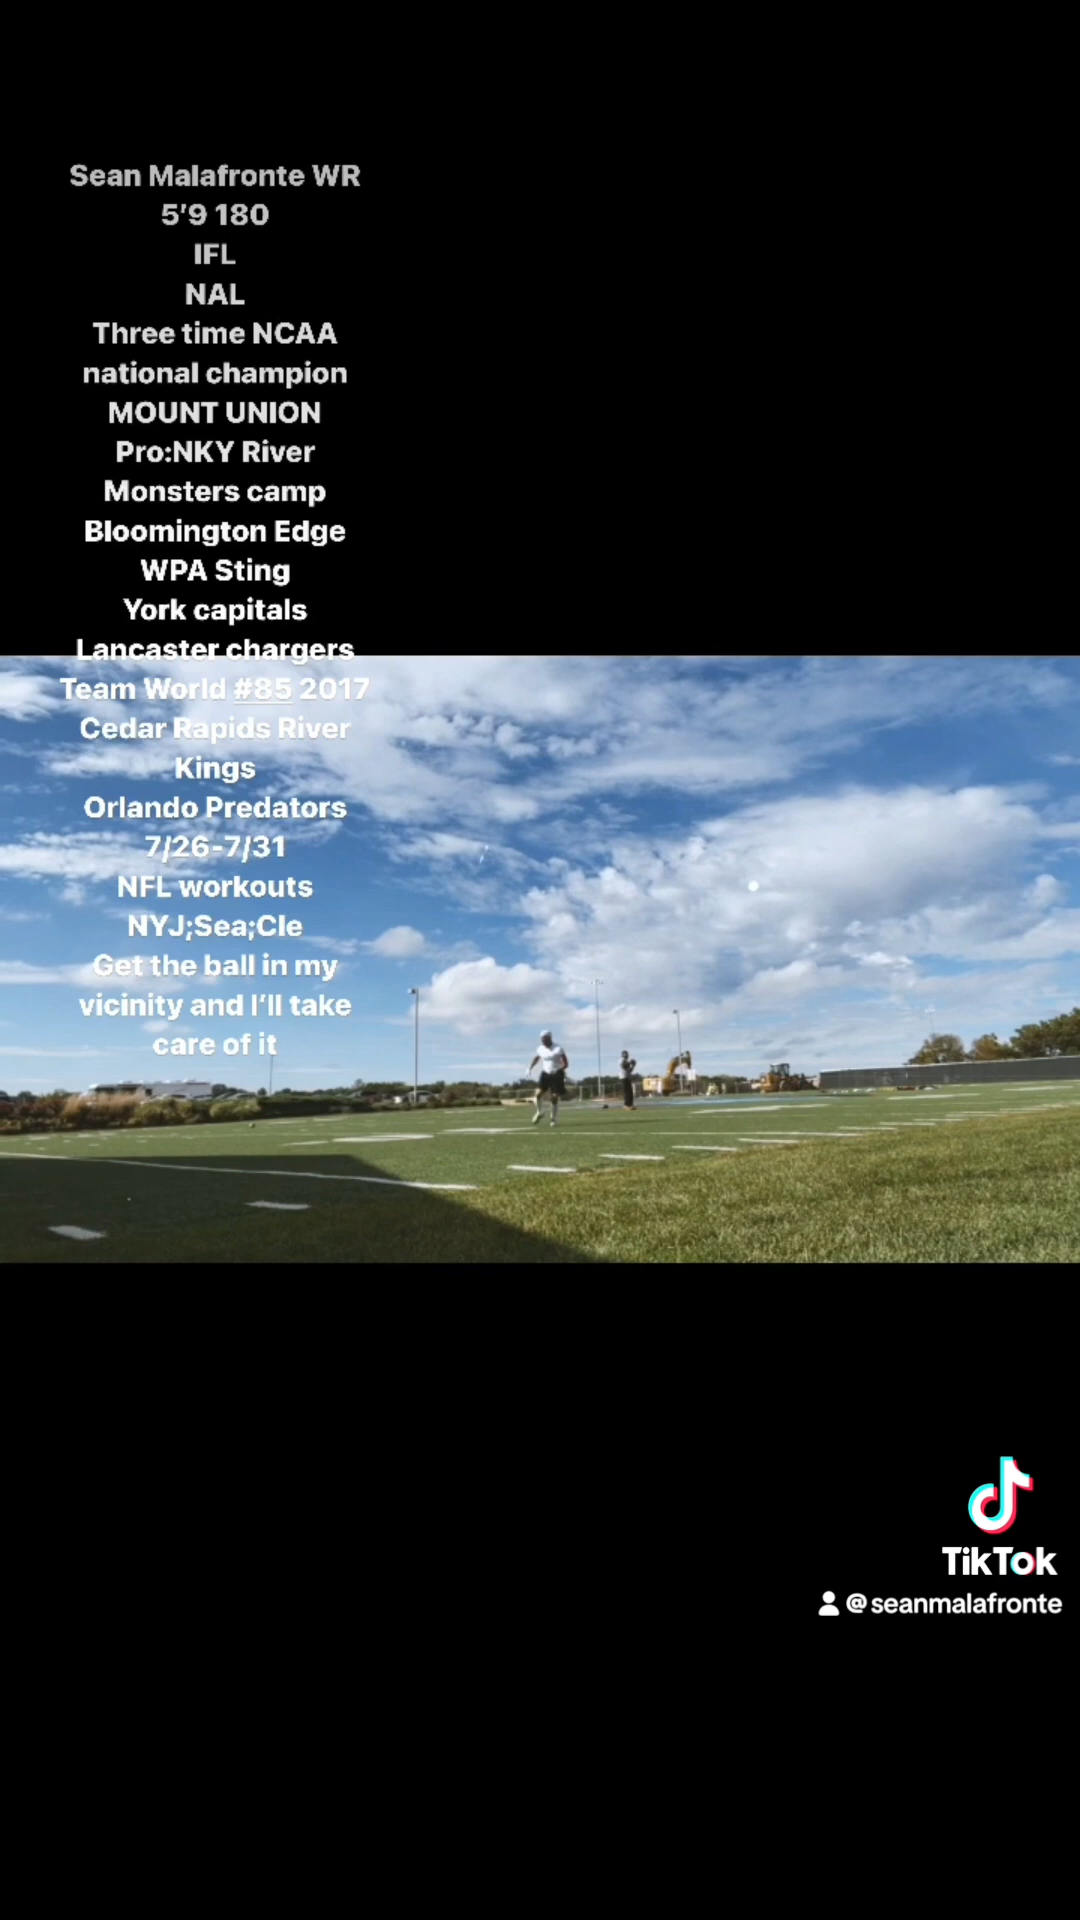 Sean Malafronte WR
5'9 180
IFL
NAL
Three time NCAA
national champion
MOUNT UNION
Pro:NKY River
Monsters camp
Bloomington Edge
WPA Sting
York capitals
Lancaster chargers
Team World #85 2017
Cedar Rapids River
Kings
Orlando Predators
7/26-7/31
NFL workouts
NYJ;Sea;Cle
Get the ball in my
vicinity and I'll take
care of it
TikTok
@seanmalafronte